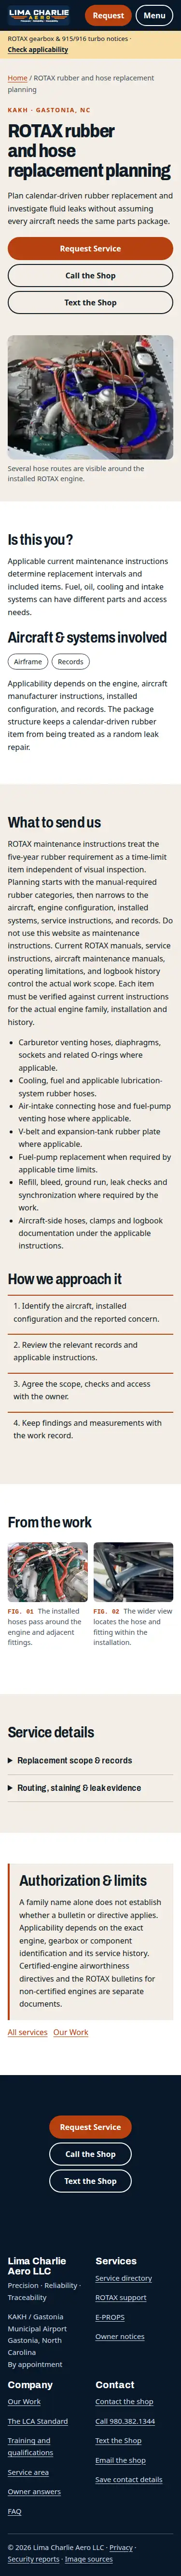 LIMA CHARLIE
AERO
Request
Menu
ROTAX gearbox & 915/916 turbo notices ·
Check applicability
Home / ROTAX rubber and hose replacement
planning
KAKH · GASTONIA, NC
ROTAX rubber
and hose
replacement planning
Plan calendar-driven rubber replacement and
investigate fluid leaks without assuming
every aircraft needs the same parts package.
Request Service
Call the Shop
Text the Shop
Several hose routes are visible around the
installed ROTAX engine.
Is this you?
Applicable current maintenance instructions
determine replacement intervals and
included items. Fuel, oil, cooling and intake
systems can have different parts and access
needs.
Aircraft & systems involved
Airframe
Records
Applicability depends on the engine, aircraft
manufacturer instructions, installed
configuration, and records. The package
structure keeps a calendar-driven rubber
item from being treated as a last-minute leak
repair.
What to send us
ROTAX maintenance instructions treat the
five-year rubber requirement as a time-limit
item independent of visual inspection.
Planning starts with the manual-required
rubber categories, then narrows to the
aircraft, engine configuration, installed
systems, service instructions, and records. Do
not use this website as maintenance
instructions. Current ROTAX manuals, service
instructions, aircraft maintenance manuals,
operating limitations, and logbook history
control the actual work scope. Each item
must be verified against current instructions
for the actual engine family, installation and
history.
• Carburetor venting hoses, diaphragms,
sockets and related O-rings where
applicable.
• Cooling, fuel and applicable lubrication-
system rubber hoses.
• Air-intake connecting hose and fuel-pump
venting hose where applicable.
• V-belt and expansion-tank rubber plate
where applicable.
• Fuel-pump replacement when required by
applicable time limits.
• Refill, bleed, ground run, leak checks and
synchronization where required by the
work.
• Aircraft-side hoses, clamps and logbook
documentation under the applicable
instructions.
How we approach it
1. Identify the aircraft, installed
configuration and the reported concern.
2. Review the relevant records and
applicable instructions.
3. Agree the scope, checks and access
with the owner.
4. Keep findings and measurements with
the work record.
From the work
FIG. 01 The installed
hoses pass around the
engine and adjacent
fittings.
FIG. 02 The wider view
locates the hose and
fitting within the
installation.
Service details
Replacement scope & records
Routing, staining & leak evidence
Authorization & limits
A family name alone does not establish
whether a bulletin or directive applies.
Applicability depends on the exact
engine, gearbox or component
identification and its service history.
Certified-engine airworthiness
directives and the ROTAX bulletins for
non-certified engines are separate
documents.
All services Our Work
Request Service
Call the Shop
Text the Shop
Lima Charlie
Aero LLC
Precision · Reliability ·
Traceability
KAKH / Gastonia
Municipal Airport
Gastonia, North
Carolina
By appointment
Services
Service directory
ROTAX support
E-PROPS
Owner notices
Company
Our Work
The LCA Standard
Training and
qualifications
Service area
Owner answers
FAQ
Contact
Contact the shop
Call 980.382.1344
Text the Shop
Email the shop
Save contact details
© 2026 Lima Charlie Aero LLC · Privacy ·
Security reports · Image sources